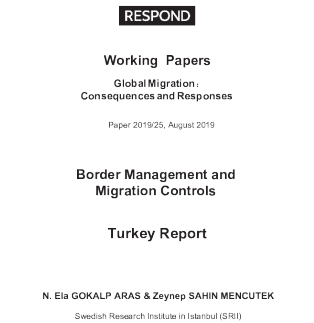 RESPOND
Working Papers
Global Migration:
Consequences and Responses
Paper 2019/25, August 2019
Border Management and
Migration Controls
Turkey Report
N. Ela GOKALP ARAS & Zeynep SAHIN MENCUTEK
Swedish Research Institute in Istanbul (SRII)